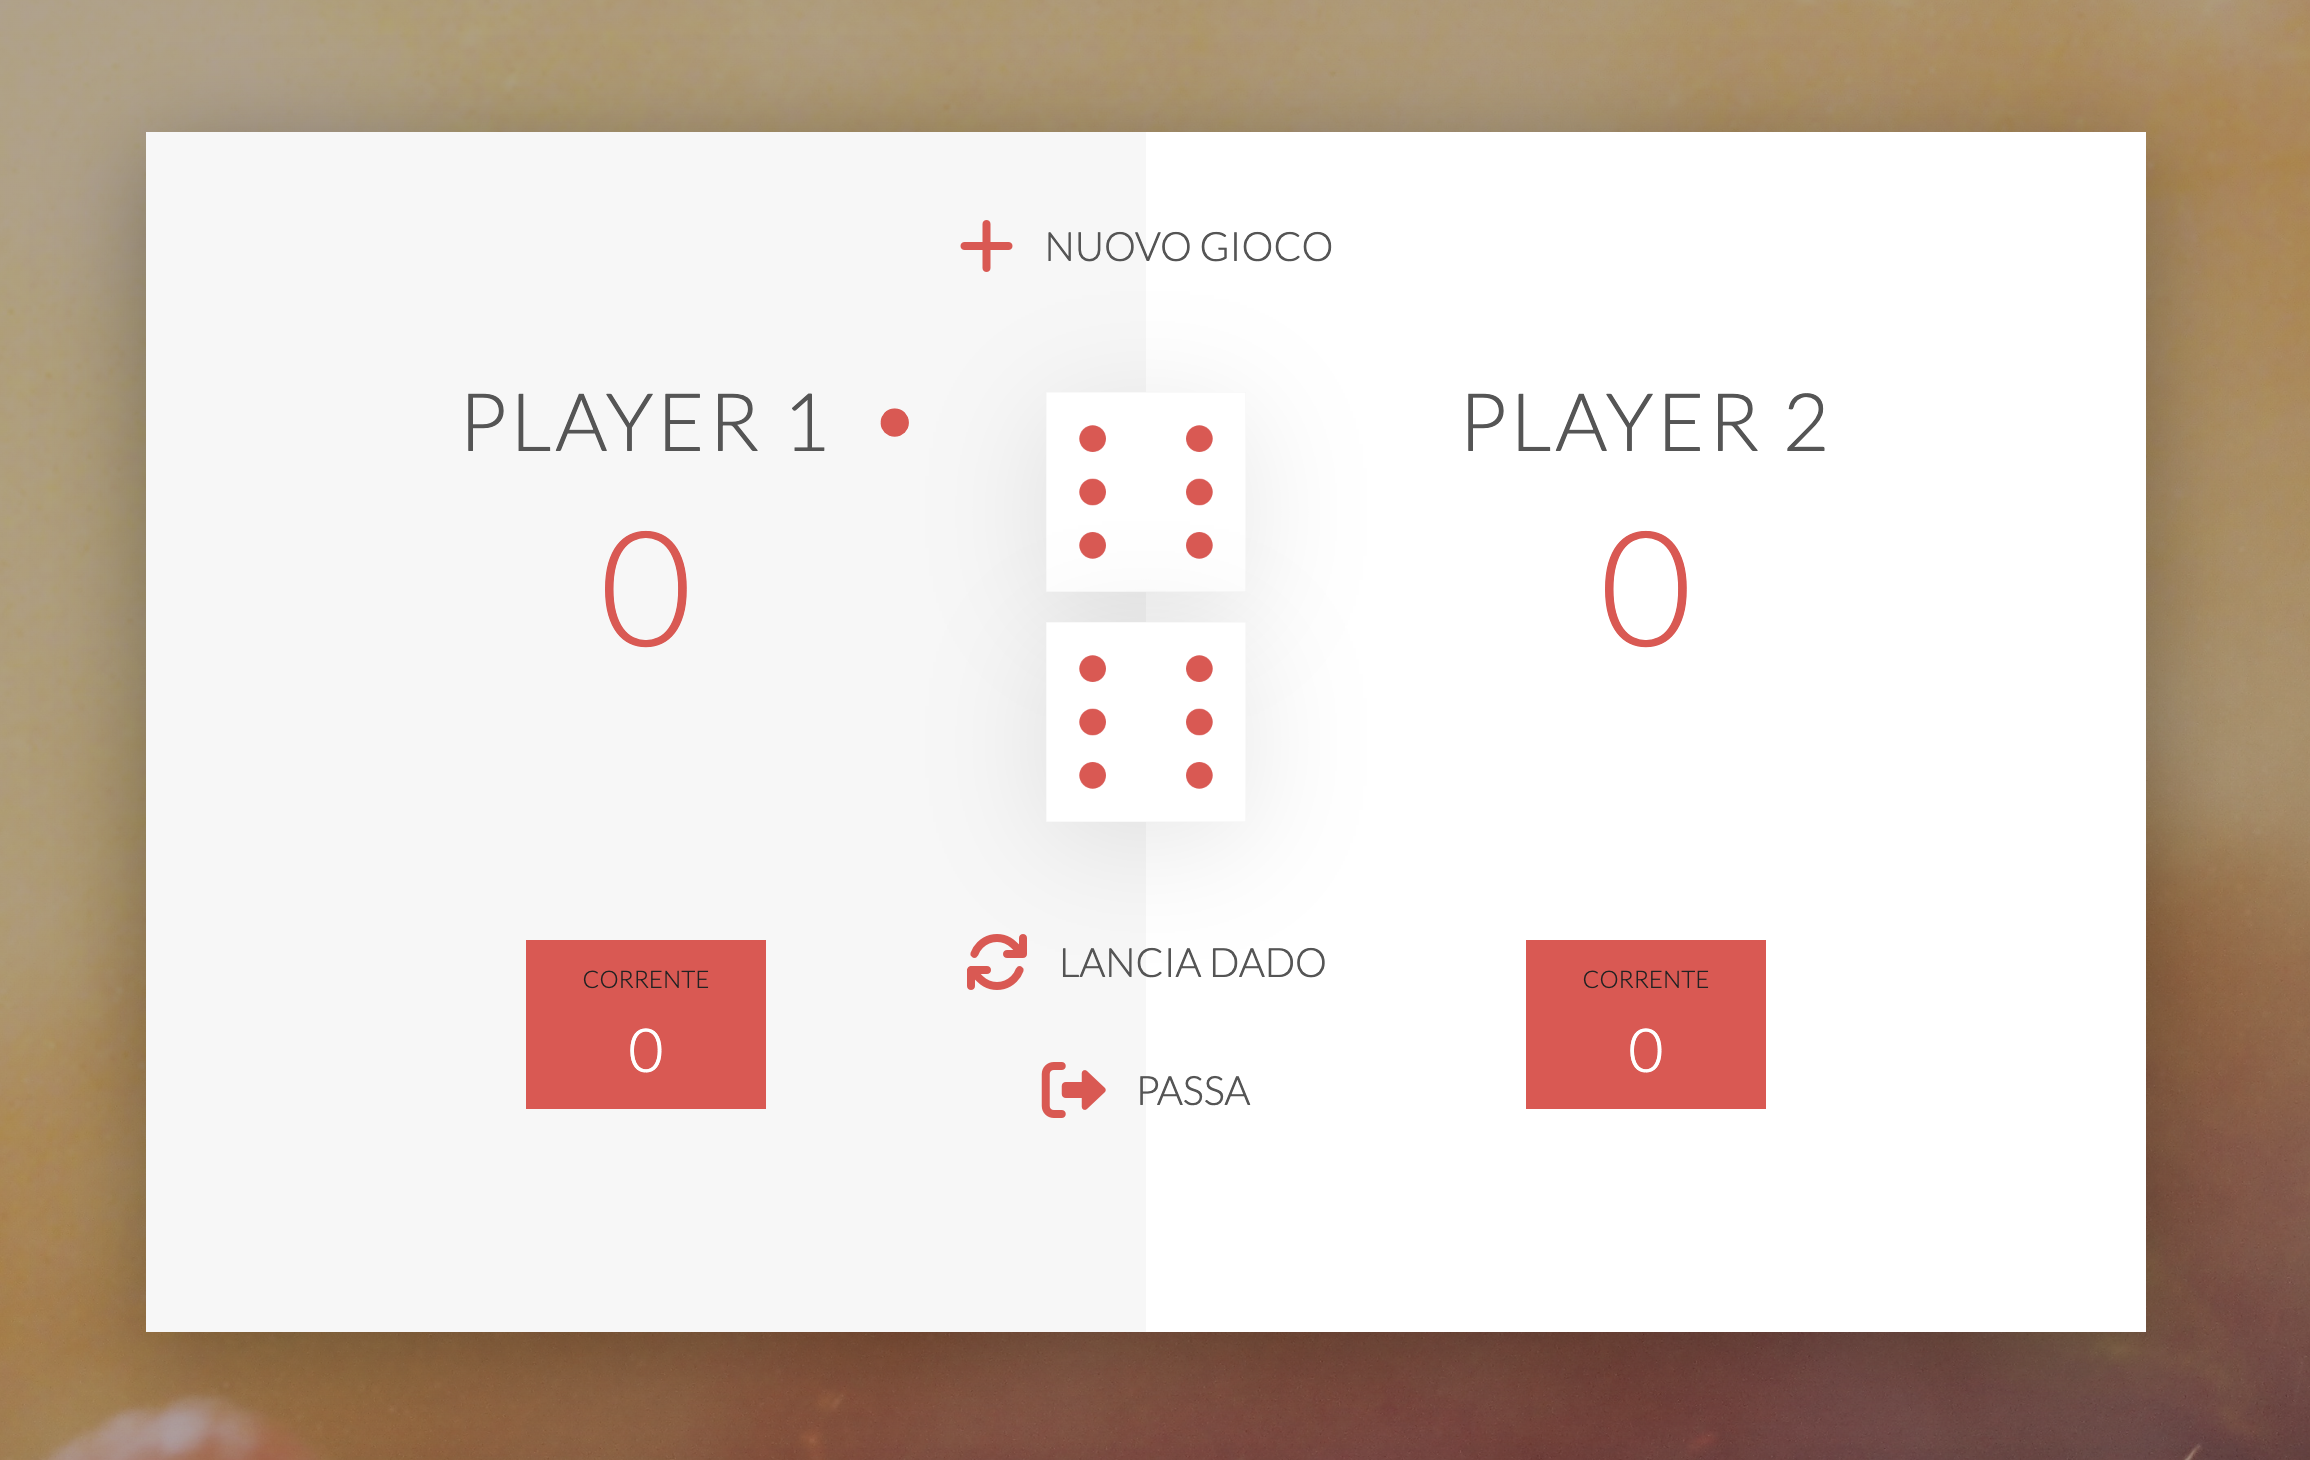 NUOVO GIOCO
PLAYER 1
0
PLAYER 2
0
CORRENTE
0
LANCIA DADO
PASSA
CORRENTE
0